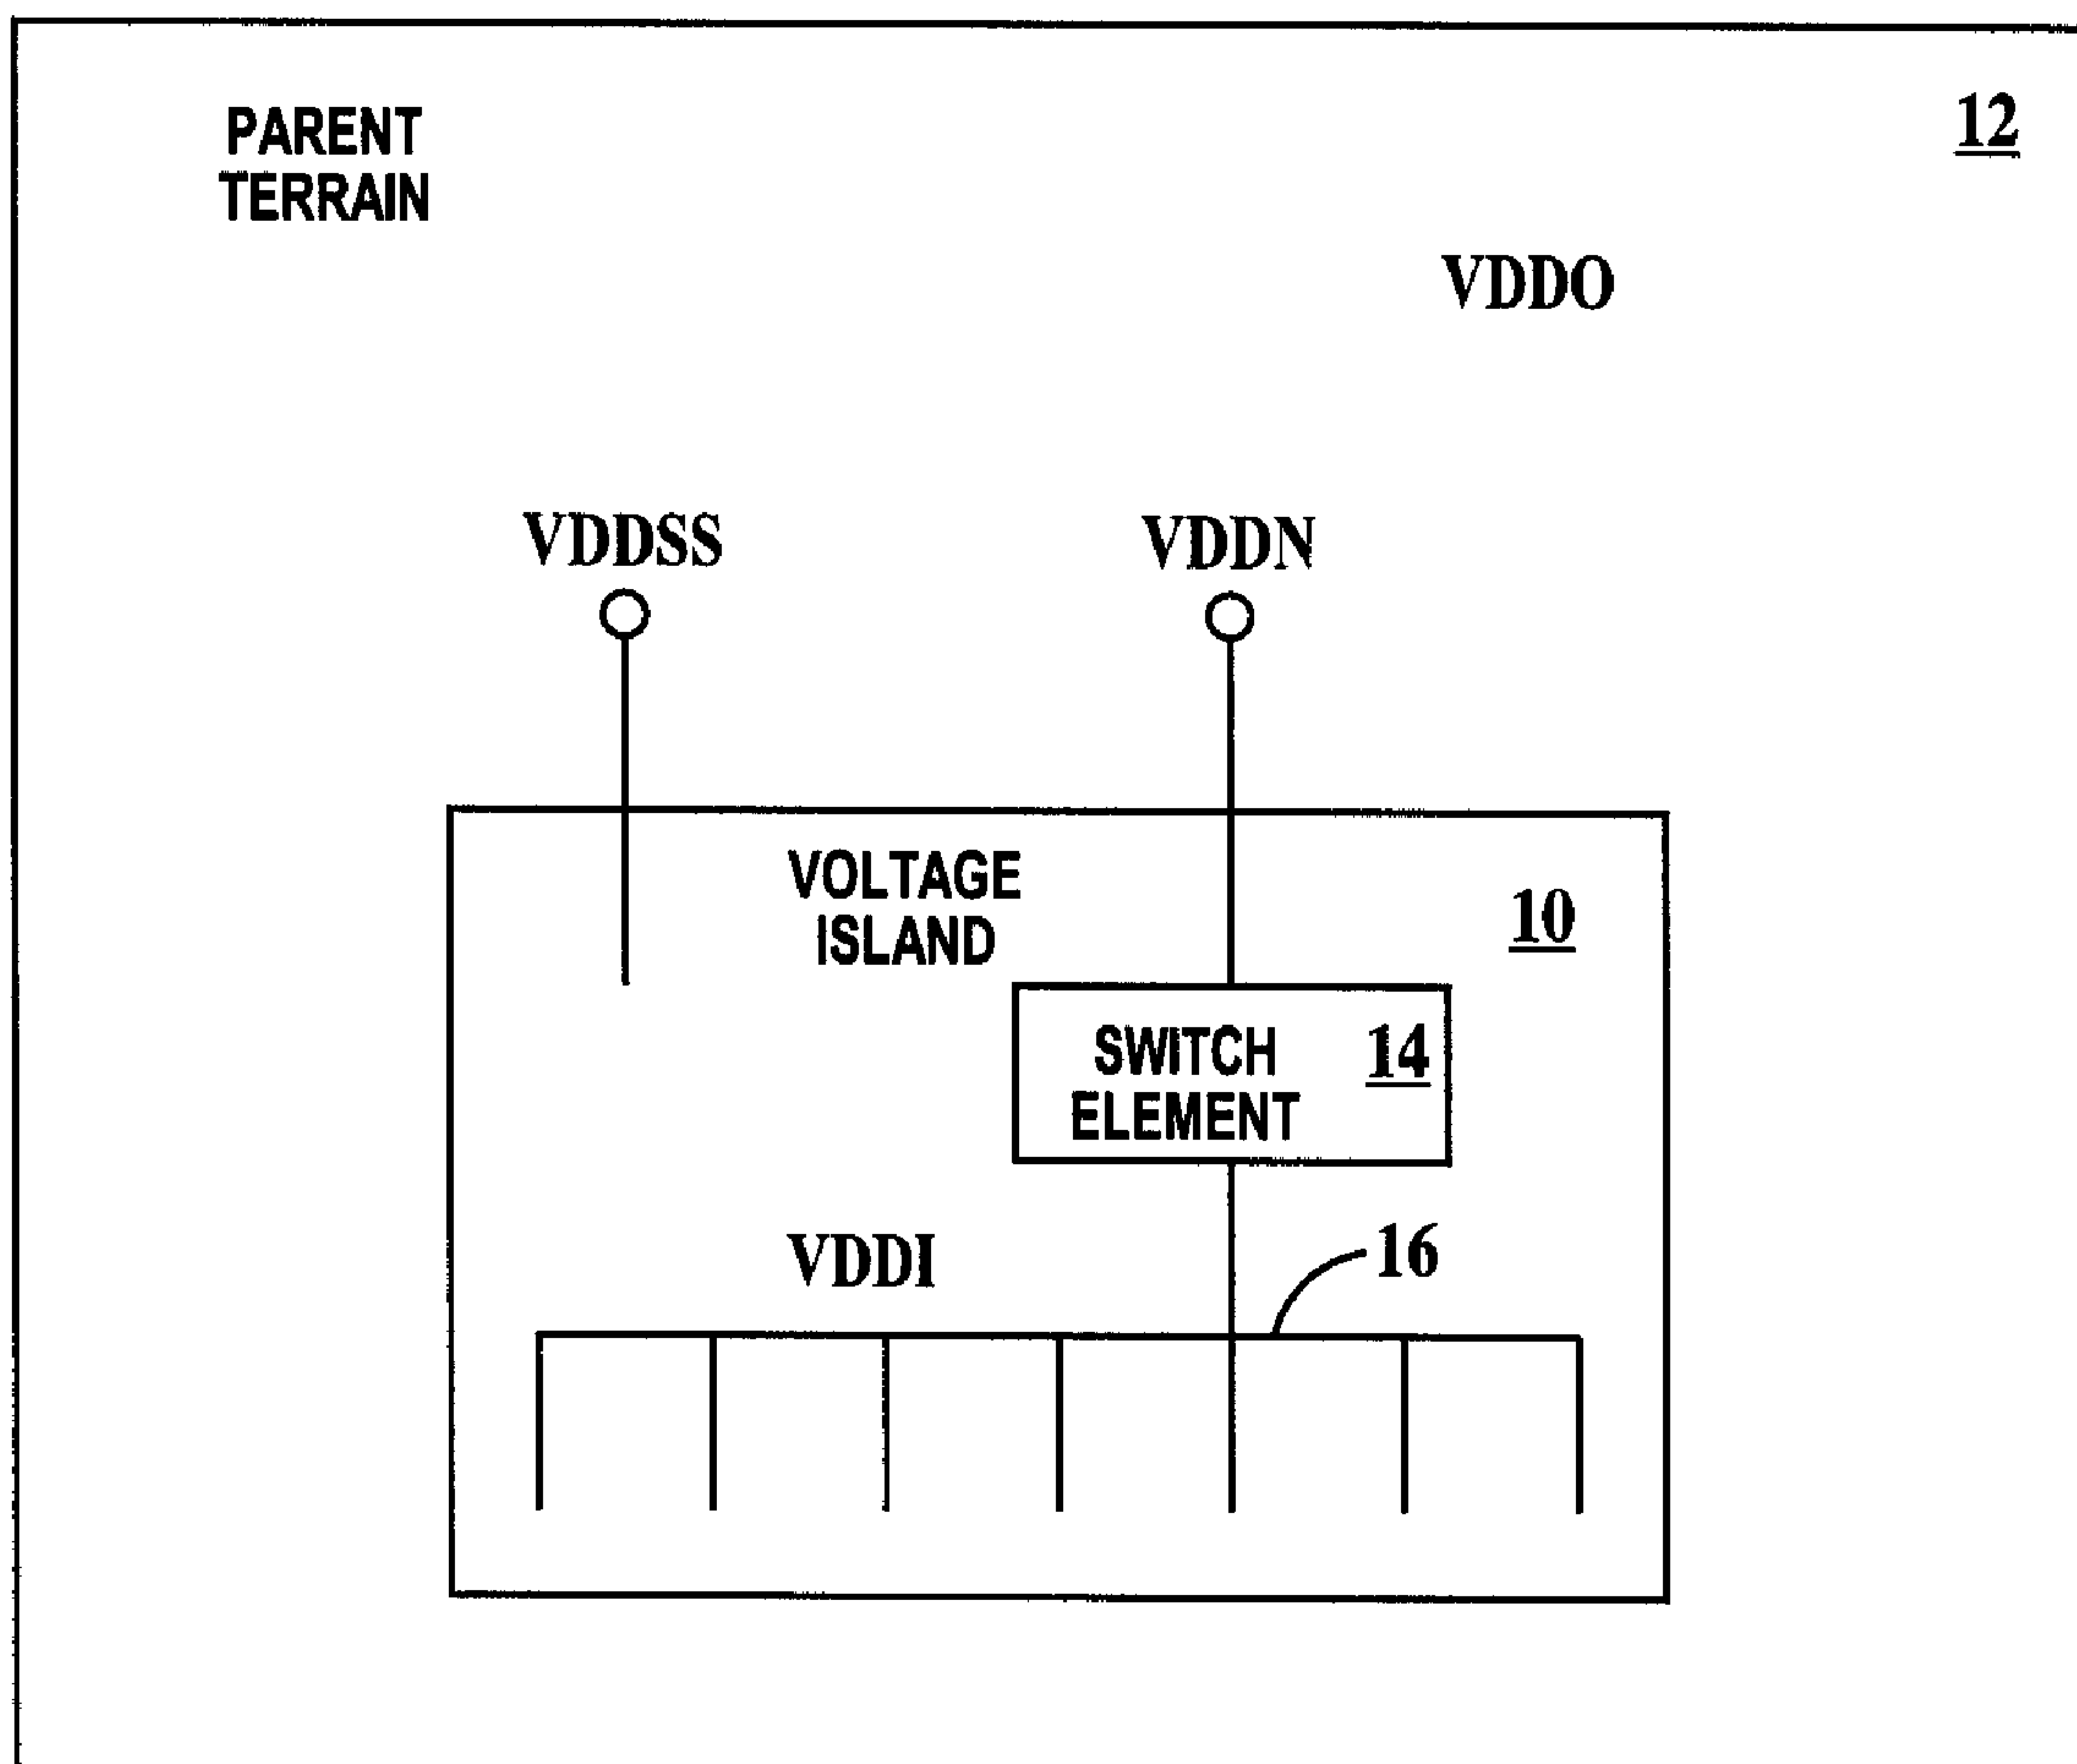 PARENT
TERRAIN
12
VDDO
VDDSS
VDDN
VOLTAGE
ISLAND
10
SWITCH
ELEMENT
14
VDDI
16